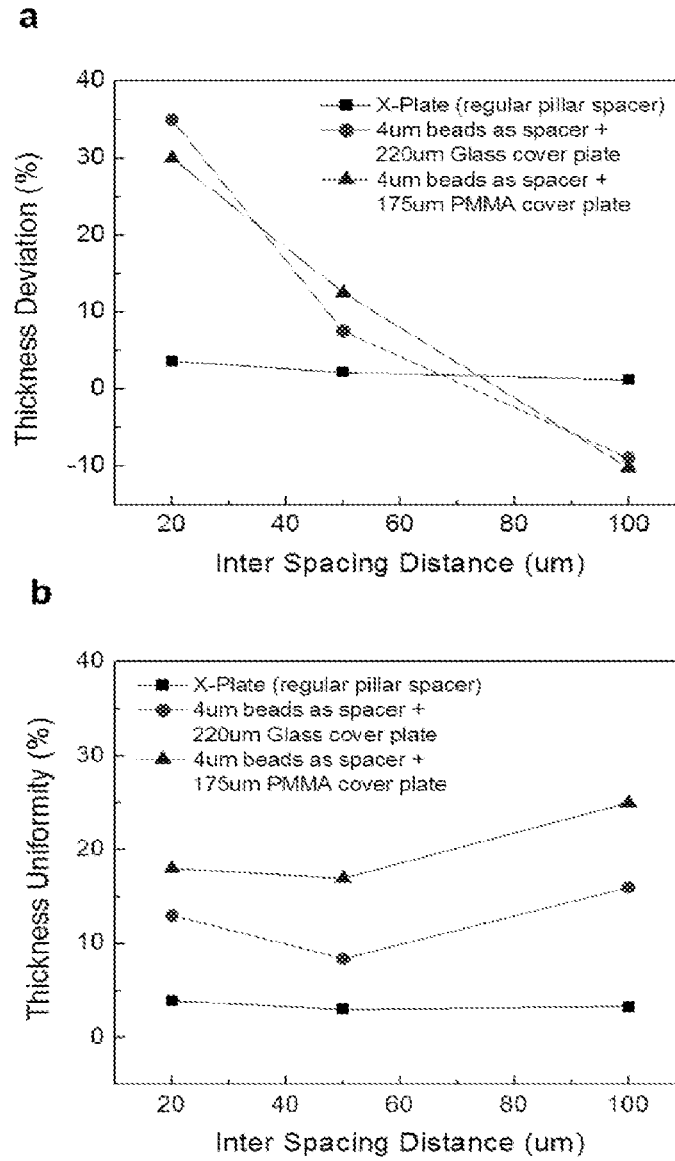 a
40
30
20
10
0
-10
Thickness Deviation (%)
X-Plate (regular pillar spacer)
4um beads as spacer +
220um Glass cover plate
4um beads as spacer +
175um PMMA cover plate
20 40 60 80 100
Inter Spacing Distance (um)
b
40
30
20
10
0
Thickness Uniformity (%)
X-Plate (regular pillar spacer)
4um beads as spacer +
220um Glass cover plate
4um beads as spacer +
175um PMMA cover plate
20 40 60 80 100
Inter Spacing Distance (um)